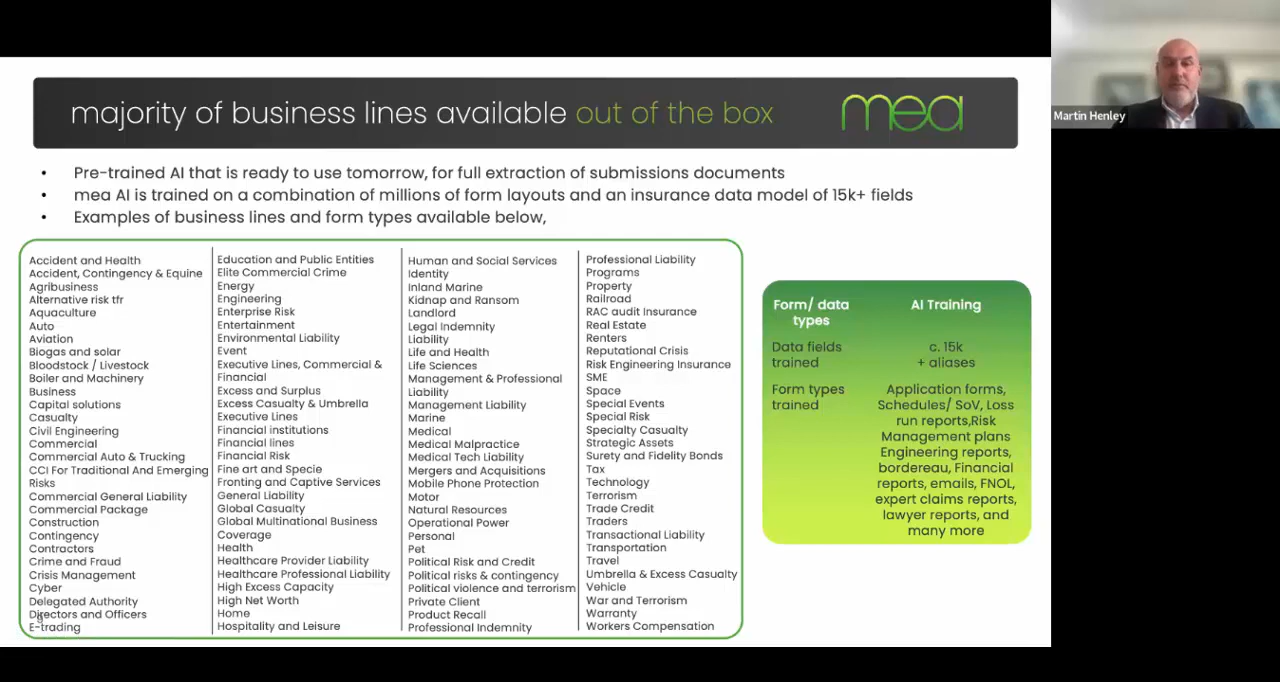 majority of business lines available out of the box
mea
Martin Henley
• Pre-trained AI that is ready to use tomorrow, for full extraction of submissions documents
• mea AI is trained on a combination of millions of form layouts and an insurance data model of 15k+ fields
• Examples of business lines and form types available below,
Accident and Health
Accident, Contingency & Equine
Agribusiness
Alternative risk tfr
Aquaculture
Auto
Aviation
Biogas and solar
Bloodstock / Livestock
Boiler and Machinery
Business
Capital solutions
Casualty
Civil Engineering
Commercial
Commercial Auto & Trucking
CCI For Traditional And Emerging
Risks
Commercial General Liability
Commercial Package
Construction
Contingency
Contractors
Crime and Fraud
Crisis Management
Cyber
Delegated Authority
Directors and Officers
E-trading
Education and Public Entities
Elite Commercial Crime
Energy
Engineering
Enterprise Risk
Entertainment
Environmental Liability
Event
Executive Lines, Commercial &
Financial
Excess and Surplus
Excess Casualty & Umbrella
Executive Lines
Financial institutions
Financial lines
Financial Risk
Fine art and Specie
Fronting and Captive Services
General Liability
Global Casualty
Global Multinational Business
Coverage
Health
Healthcare Provider Liability
Healthcare Professional Liability
High Excess Capacity
High Net Worth
Home
Hospitality and Leisure
Human and Social Services
Identity
Inland Marine
Kidnap and Ransom
Landlord
Legal Indemnity
Liability
Life and Health
Life Sciences
Management & Professional
Liability
Management Liability
Marine
Medical
Medical Malpractice
Medical Tech Liability
Mergers and Acquisitions
Mobile Phone Protection
Motor
Natural Resources
Operational Power
Personal
Pet
Political Risk and Credit
Political risks & contingency
Political violence and terrorism
Private Client
Product Recall
Professional Indemnity
Professional Liability
Programs
Property
Railroad
RAC audit Insurance
Real Estate
Renters
Reputational Crisis
Risk Engineering Insurance
SME
Space
Special Events
Special Risk
Specialty Casualty
Strategic Assets
Surety and Fidelity Bonds
Tax
Technology
Terrorism
Trade Credit
Traders
Transactional Liability
Transportation
Travel
Umbrella & Excess Casualty
Vehicle
War and Terrorism
Warranty
Workers Compensation
Form/ data
types
AI Training
Data fields
trained
c. 15k
+ aliases
Form types
trained
Application forms,
Schedules/ SoV, Loss
run reports,Risk
Management plans
Engineering reports,
bordereau, Financial
reports, emails, FNOL,
expert claims reports,
lawyer reports, and
many more